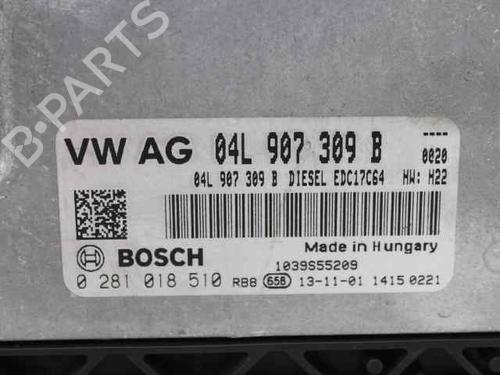 VW AG 04L 907 309 B ----
0020
04L 907 309 B DIESEL EDC17C64 HW: H22
BOSCH
Made in Hungary
1039S55209
0 281 018 510 RB8 656 13-11-01 1415 0221
B-PARTS